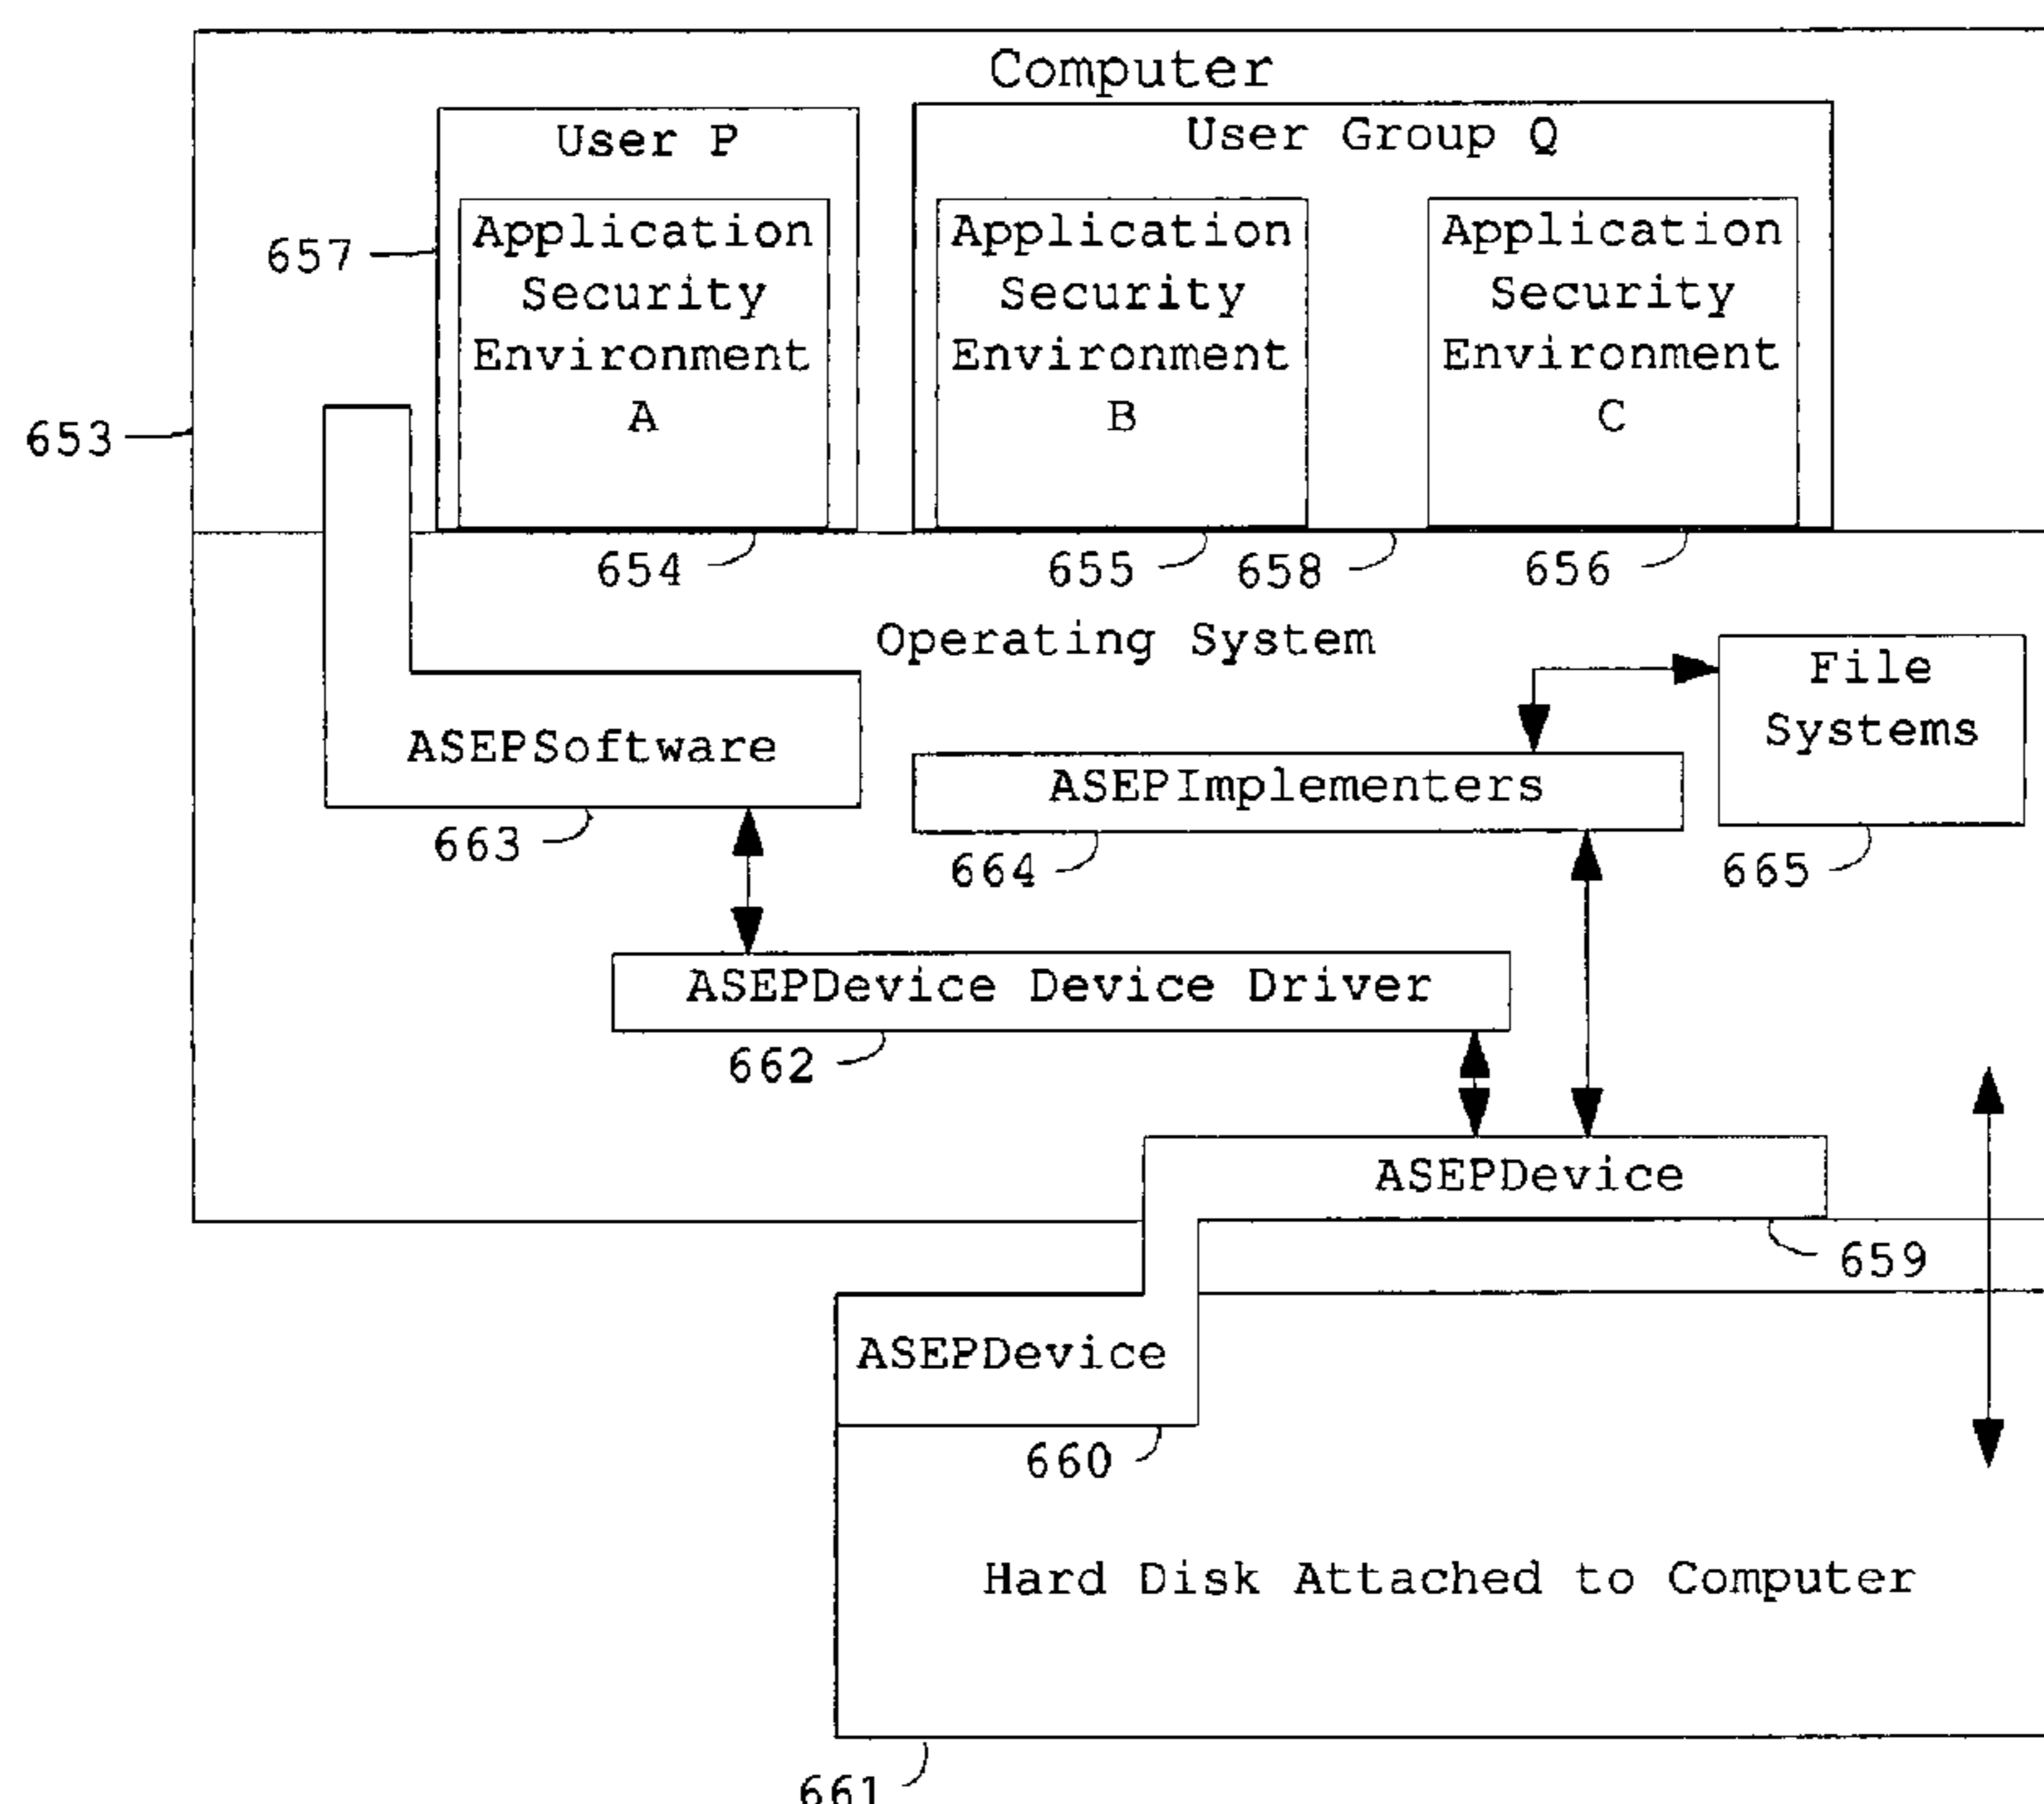 Computer
User P
User Group Q
Application
Security
Environment
A
Application
Security
Environment
B
Application
Security
Environment
C
657
653
654
655
658
656
Operating System
File
Systems
ASEPSoftware
ASEPImplementers
663
664
665
ASEPDevice Device Driver
662
ASEPDevice
659
ASEPDevice
660
Hard Disk Attached to Computer
661